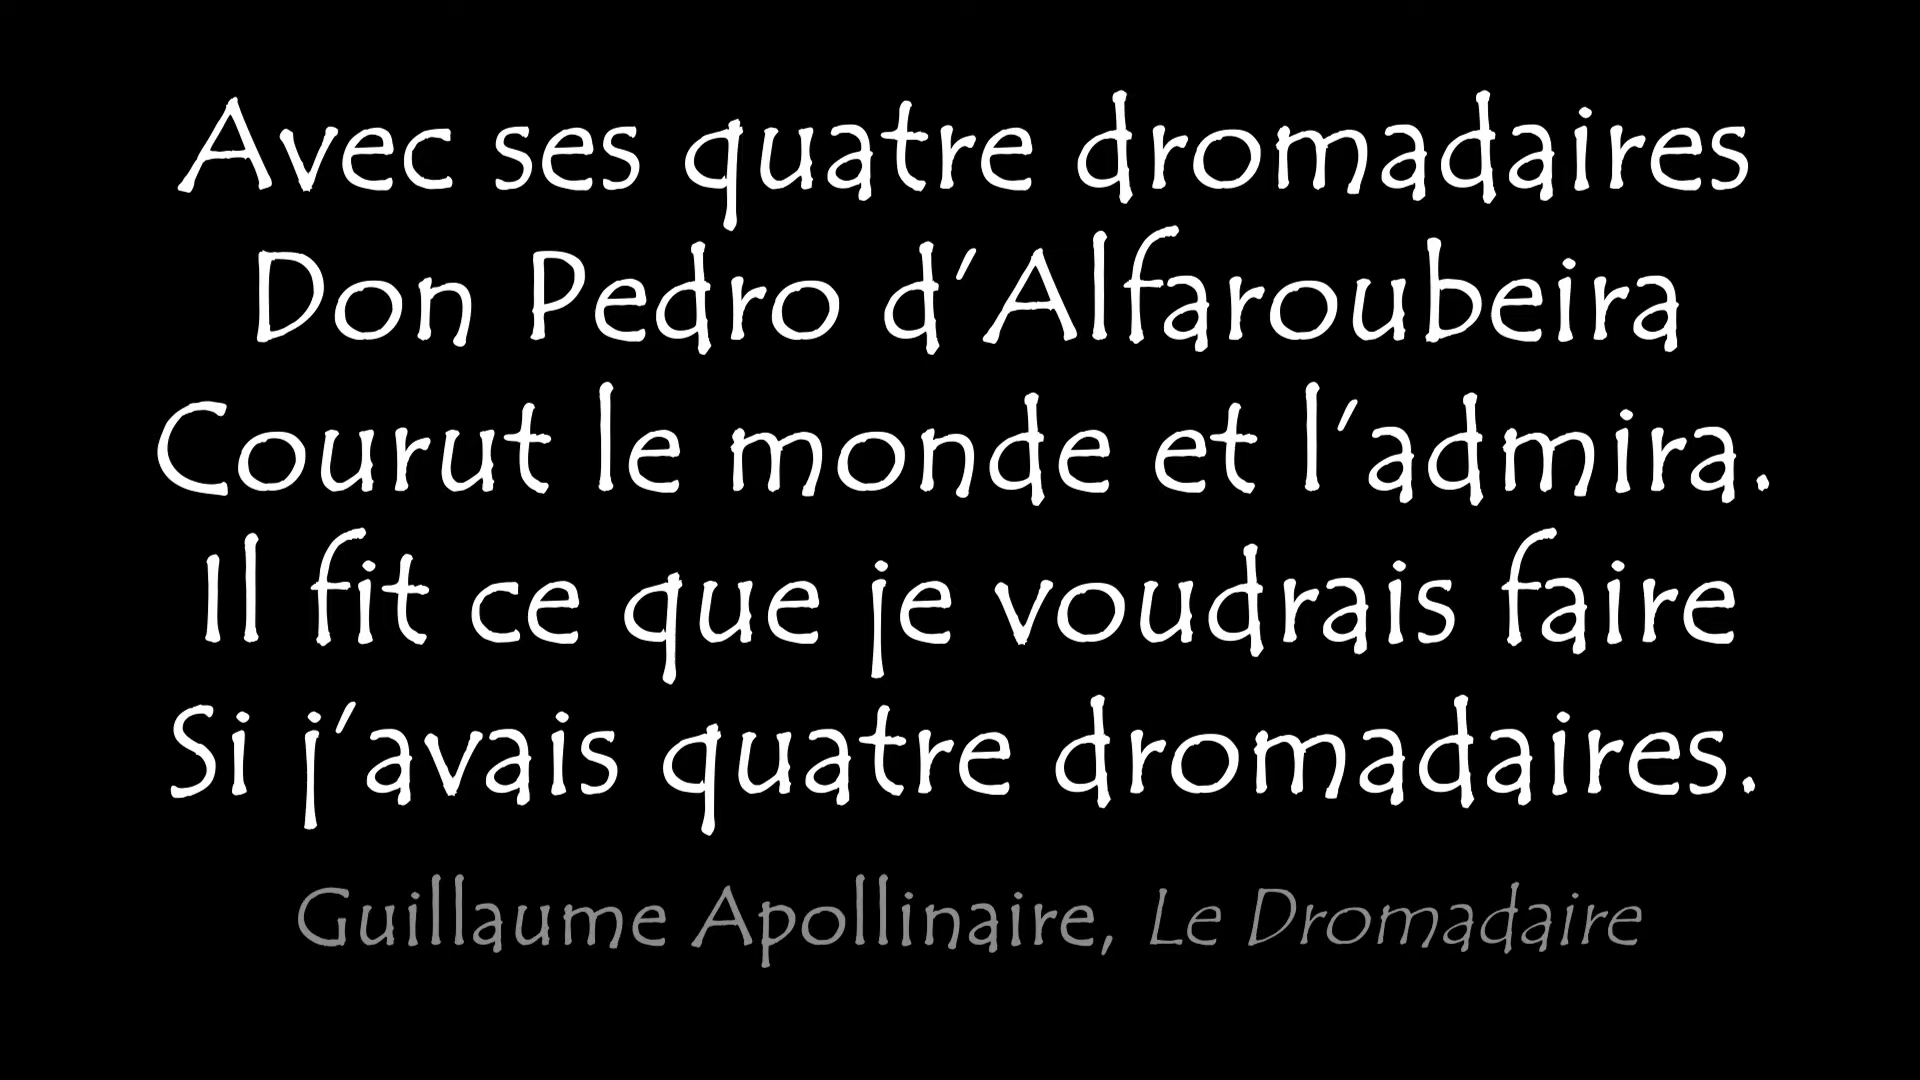 Avec ses quatre dromadaires
Don Pedro d’Alfaroubeira
Courut le monde et l’admira.
Il fit ce que je voudrais faire
Si j’avais quatre dromadaires.
Guillaume Apollinaire, Le Dromadaire